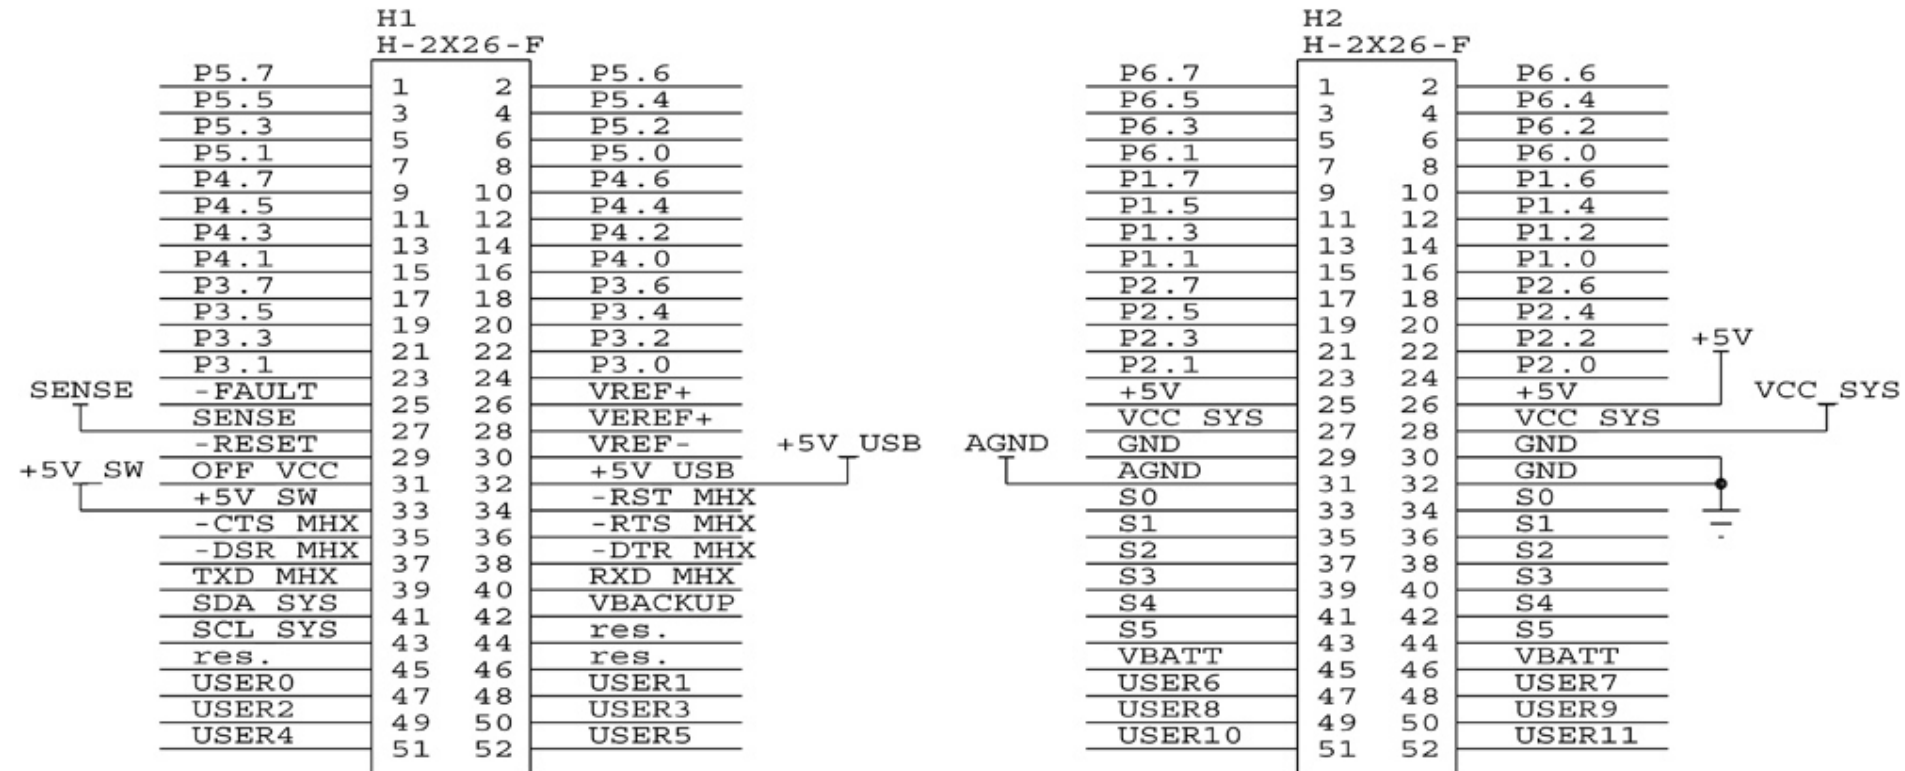 H1 H2
H-2X26-F H-2X26-F
P5.7 1 2 P5.6 P6.7 1 2 P6.6
P5.5 3 4 P5.4 P6.5 3 4 P6.4
P5.3 5 6 P5.2 P6.3 5 6 P6.2
P5.1 7 8 P5.0 P6.1 7 8 P6.0
P4.7 9 10 P4.6 P1.7 9 10 P1.6
P4.5 11 12 P4.4 P1.5 11 12 P1.4
P4.3 13 14 P4.2 P1.3 13 14 P1.2
P4.1 15 16 P4.0 P1.1 15 16 P1.0
P3.7 17 18 P3.6 P2.7 17 18 P2.6
P3.5 19 20 P3.4 P2.5 19 20 P2.4
P3.3 21 22 P3.2 P2.3 21 22 P2.2 +5V
P3.1 23 24 P3.0 P2.1 23 24 P2.0
SENSE -FAULT 25 26 VREF+ +5V 25 26 +5V VCC_SYS
SENSE 27 28 VEREF+ VCC SYS 27 28 VCC SYS
-RESET 29 30 VREF- +5V_USB AGND GND 29 30 GND
+5V_SW OFF VCC 31 32 +5V USB AGND 31 32 GND
+5V SW 33 34 -RST MHX S0 33 34 S0
-CTS MHX 35 36 -RTS MHX S1 35 36 S1
-DSR MHX 37 38 -DTR MHX S2 37 38 S2
TXD MHX 39 40 RXD MHX S3 39 40 S3
SDA SYS 41 42 VBACKUP S4 41 42 S4
SCL SYS 43 44 res. S5 43 44 S5
res. 45 46 res. VBATT 45 46 VBATT
USER0 47 48 USER1 USER6 47 48 USER7
USER2 49 50 USER3 USER8 49 50 USER9
USER4 51 52 USER5 USER10 51 52 USER11